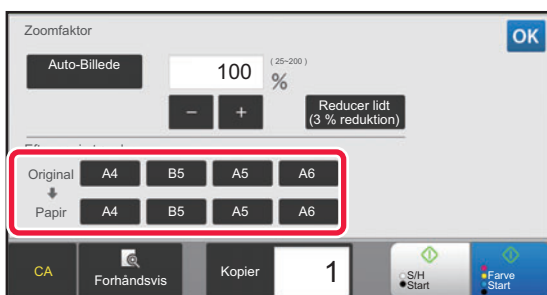 Zoomfaktor
OK
Auto-Billede
100
(25~200)
%
−
+
Reducer lidt
(3 % reduktion)
Original
A4
B5
A5
A6
Papir
A4
B5
A5
A6
CA
Forhåndsvis
Kopier
1
S/H
Start
Farve
Start